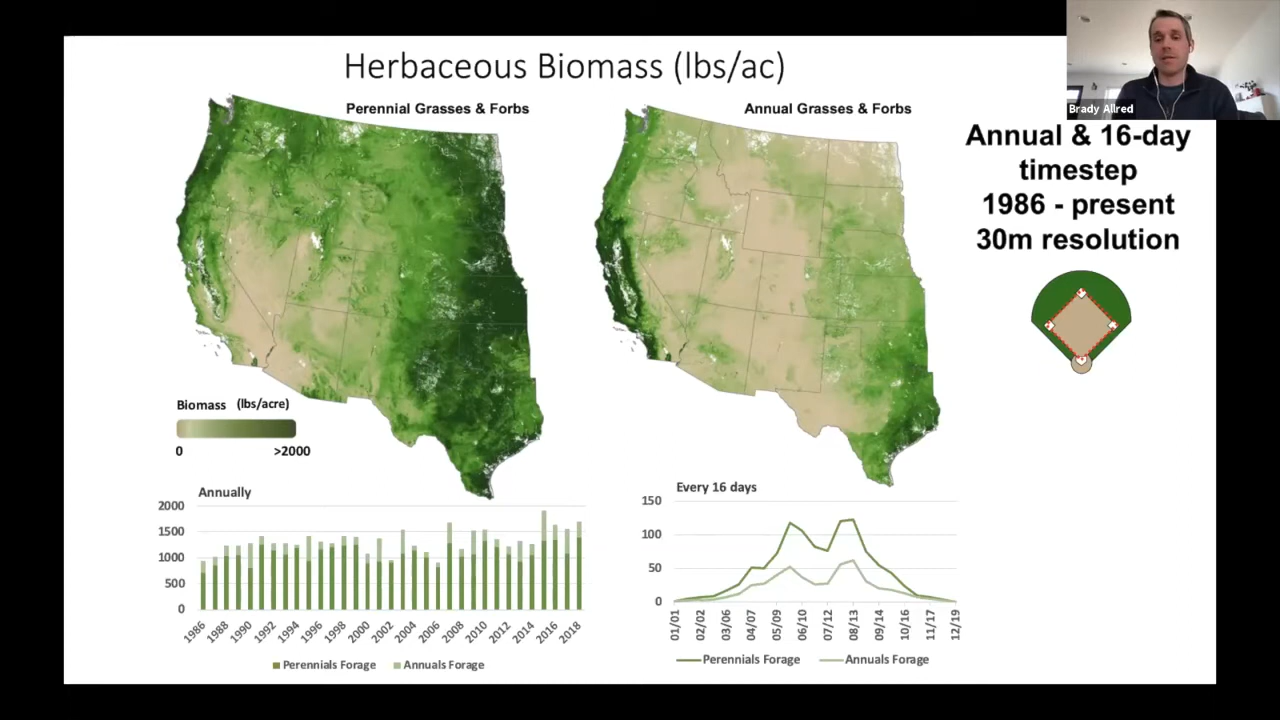 Herbaceous Biomass (lbs/ac)
Perennial Grasses & Forbs
Annual Grasses & Forbs
Brady Allred
Annual & 16-day
timestep
1986 - present
30m resolution
Biomass (lbs/acre)
0 >2000
Annually
2000
1500
1000
500
0
1986 1988 1990 1992 1994 1996 1998 2000 2002 2004 2006 2008 2010 2012 2014 2016 2018
Perennials Forage Annuals Forage
Every 16 days
150
100
50
0
01/01 02/02 03/06 04/07 05/09 06/10 07/12 08/13 09/14 10/16 11/17 12/19
Perennials Forage Annuals Forage